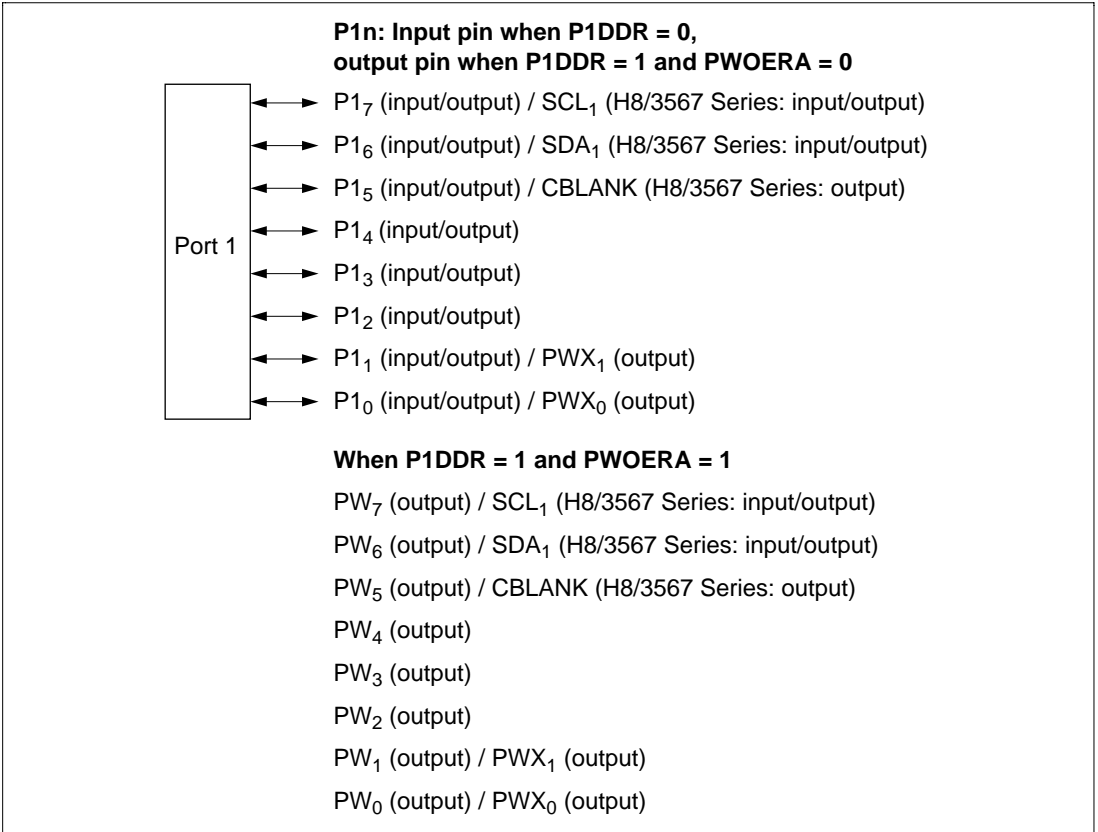 P1n: Input pin when P1DDR = 0,
output pin when P1DDR = 1 and PWOERA = 0
Port 1
P1₇ (input/output) / SCL₁ (H8/3567 Series: input/output)
P1₆ (input/output) / SDA₁ (H8/3567 Series: input/output)
P1₅ (input/output) / CBLANK (H8/3567 Series: output)
P1₄ (input/output)
P1₃ (input/output)
P1₂ (input/output)
P1₁ (input/output) / PWX₁ (output)
P1₀ (input/output) / PWX₀ (output)
When P1DDR = 1 and PWOERA = 1
PW₇ (output) / SCL₁ (H8/3567 Series: input/output)
PW₆ (output) / SDA₁ (H8/3567 Series: input/output)
PW₅ (output) / CBLANK (H8/3567 Series: output)
PW₄ (output)
PW₃ (output)
PW₂ (output)
PW₁ (output) / PWX₁ (output)
PW₀ (output) / PWX₀ (output)